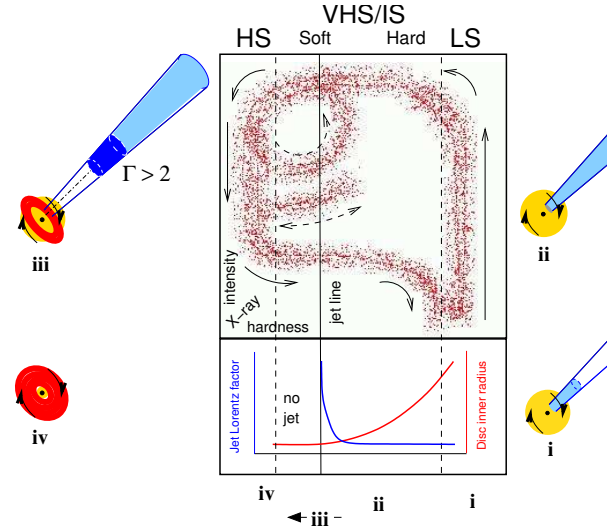 VHS/IS
HS
Soft
Hard
LS
Γ > 2
iii
ii
X-ray
intensity
hardness
jet line
Jet Lorentz factor
no
jet
Disc inner radius
iv
i
iv
iii
ii
i